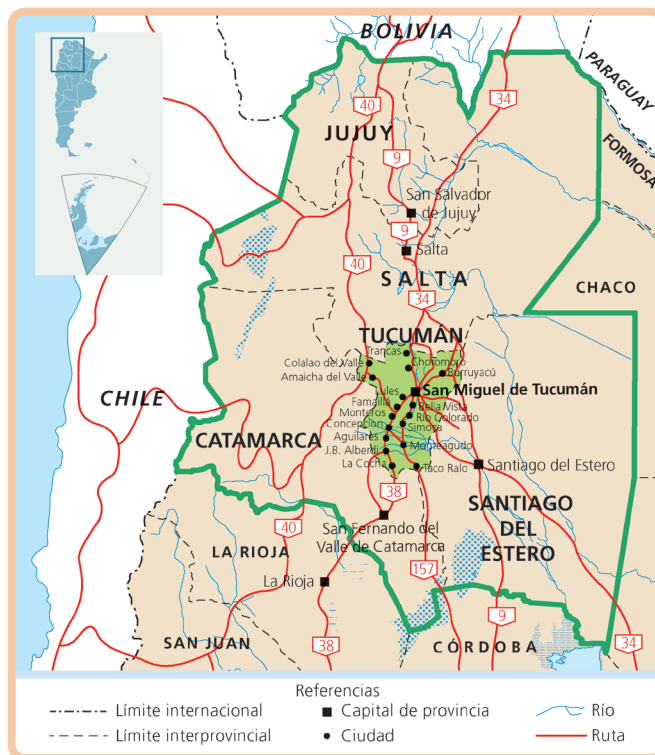 BOLIVIA
PARAGUAY
40
34
JUJUY
9
FORMOSA
San Salvador
de Jujuy
9
Salta
40
SALTA
CHACO
34
TUCUMÁN
Trancas
Choromoro
Colalao del Valle
Burruyacú
Amaicha del Valle
CHILE
Lules
San Miguel de Tucumán
Famaillá
Bella Vista
Monteros
Río Colorado
Concepción
Simoca
CATAMARCA
Aguilares
Monteagudo
J.B. Alberdi
La Cocha
Taco Ralo
Santiago del Estero
38
SANTIAGO
DEL
ESTERO
40
San Fernando del
Valle de Catamarca
LA RIOJA
157
La Rioja
9
SAN JUAN
38
CÓRDOBA
34
Referencias
Límite internacional
Capital de provincia
Río
Límite interprovincial
Ciudad
Ruta